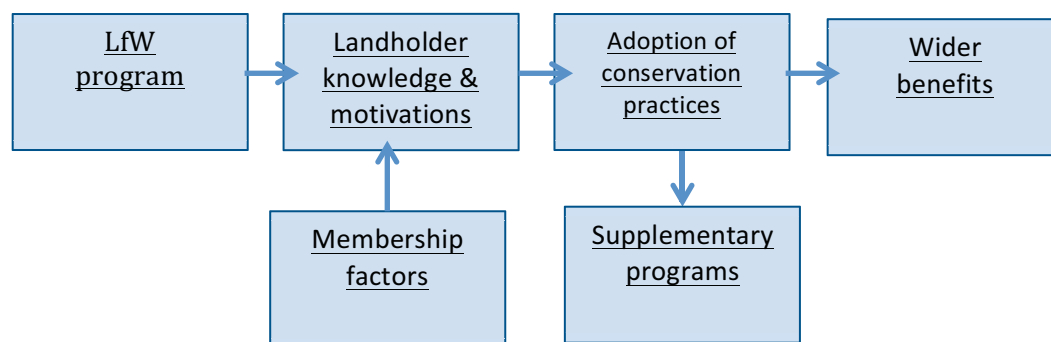 LfW
program
Landholder
knowledge &
motivations
Adoption of
conservation
practices
Wider
benefits
Membership
factors
Supplementary
programs